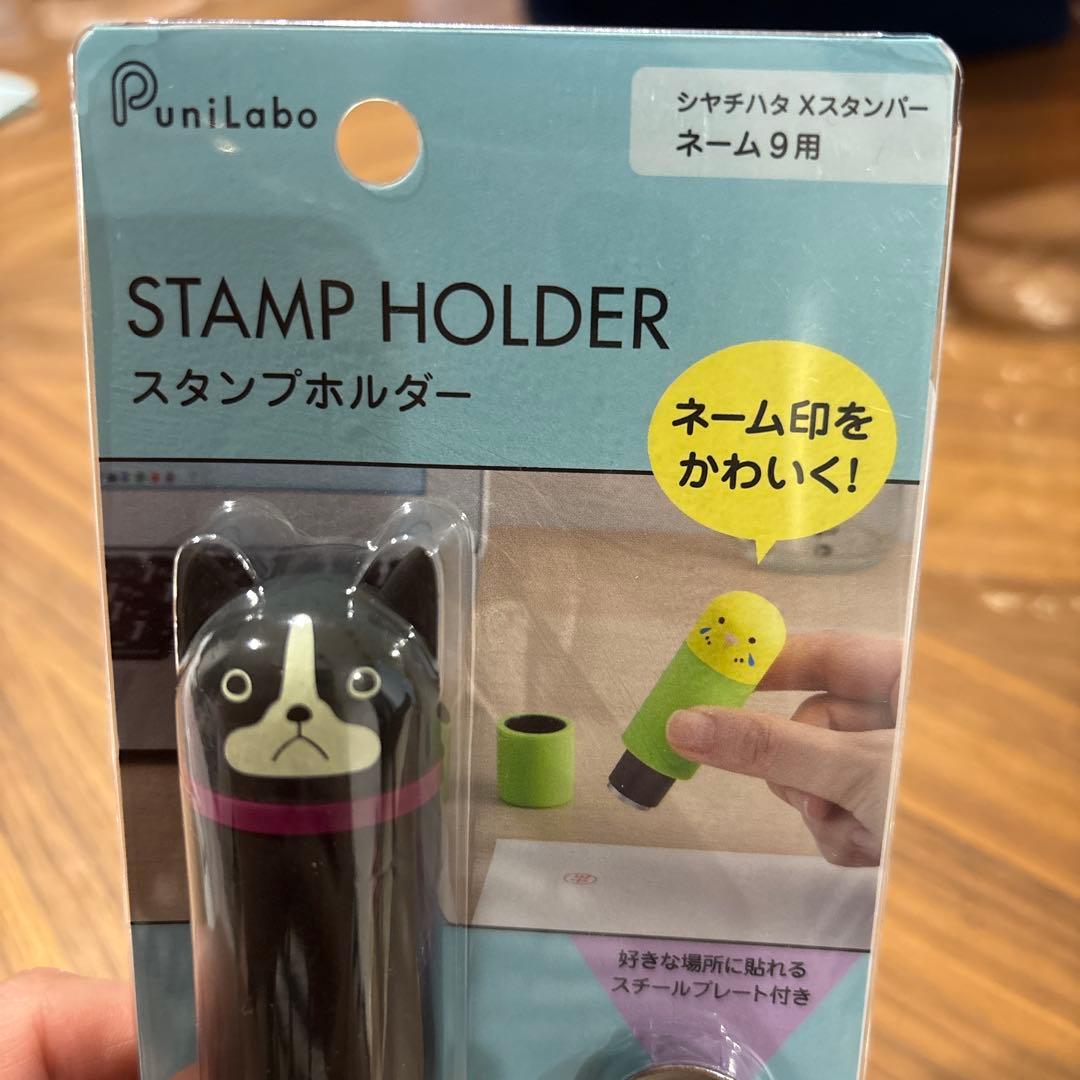 PuniLabo
シヤチハタ Xスタンパー
ネーム9用
STAMP HOLDER
スタンプホルダー
ネーム印を
かわいく!
好きな場所に貼れる
スチールプレート付き